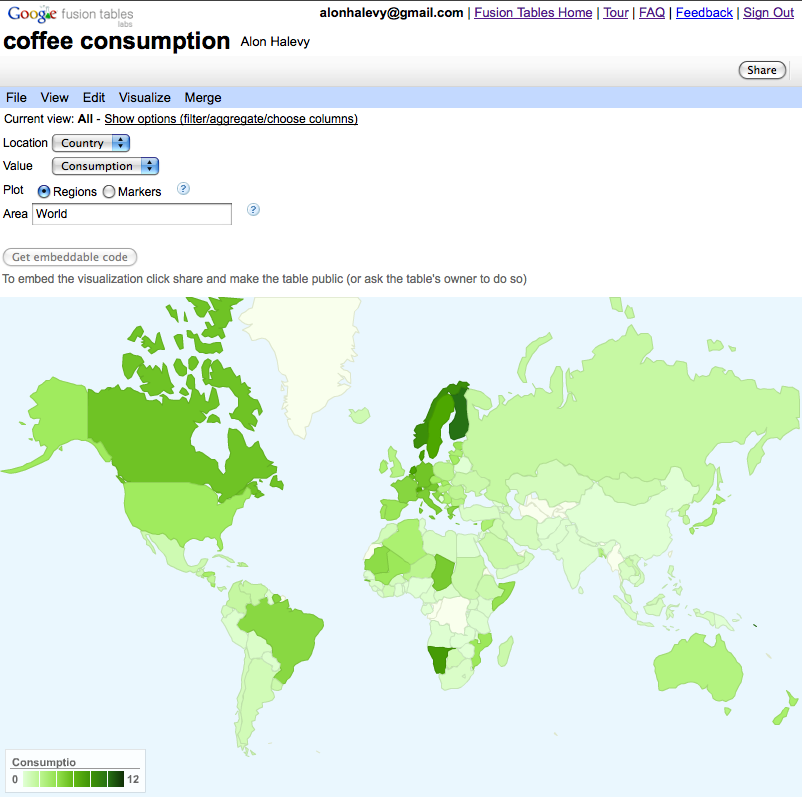 Google fusion tables
labs
alonhalevy@gmail.com | Fusion Tables Home | Tour | FAQ | Feedback | Sign Out
coffee consumption Alon Halevy
Share
File View Edit Visualize Merge
Current view: All - Show options (filter/aggregate/choose columns)
Location Country
Value Consumption
Plot Regions Markers ?
Area World ?
Get embeddable code
To embed the visualization click share and make the table public (or ask the table's owner to do so)
Consumptio
0 12